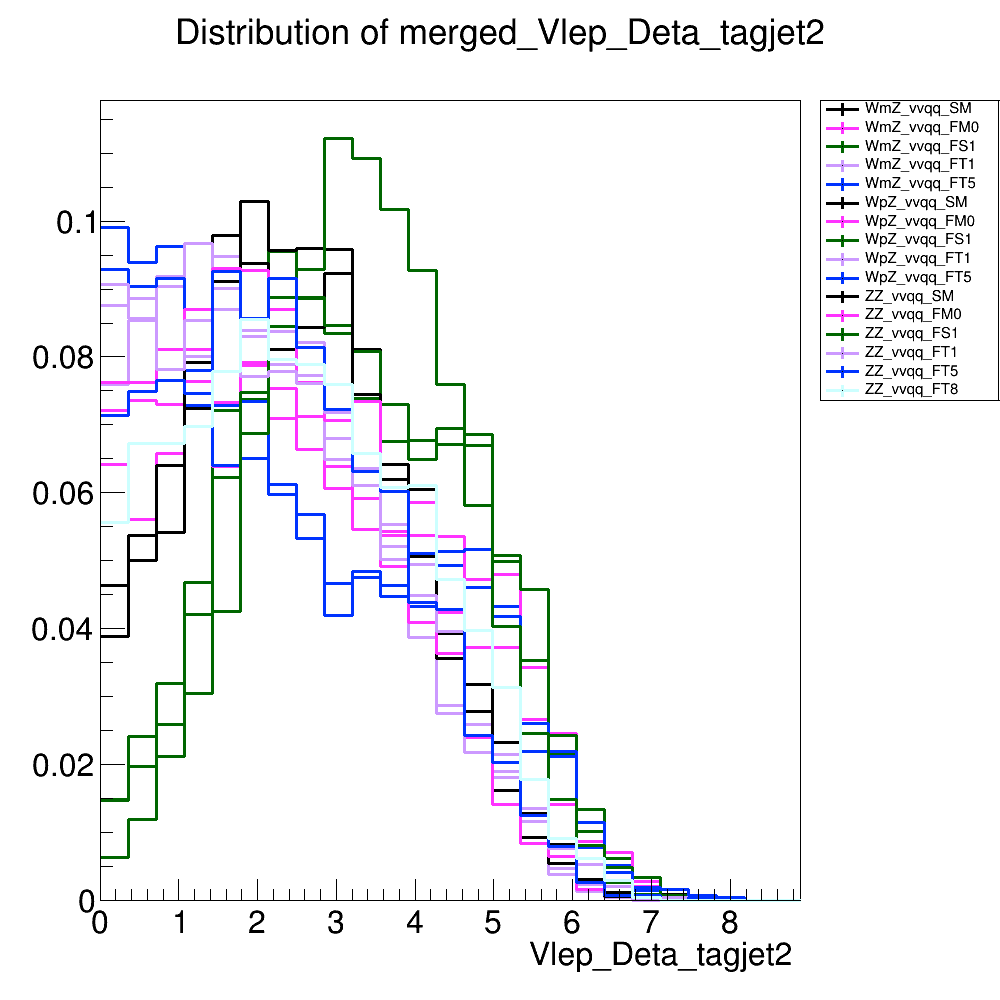 Distribution of merged_Vlep_Deta_tagjet2
WmZ_vvqq_SM
WmZ_vvqq_FM0
WmZ_vvqq_FS1
WmZ_vvqq_FT1
WmZ_vvqq_FT5
WpZ_vvqq_SM
WpZ_vvqq_FM0
WpZ_vvqq_FS1
WpZ_vvqq_FT1
WpZ_vvqq_FT5
ZZ_vvqq_SM
ZZ_vvqq_FM0
ZZ_vvqq_FS1
ZZ_vvqq_FT1
ZZ_vvqq_FT5
ZZ_vvqq_FT8
0.1
0.08
0.06
0.04
0.02
0
0 1 2 3 4 5 6 7 8
Vlep_Deta_tagjet2